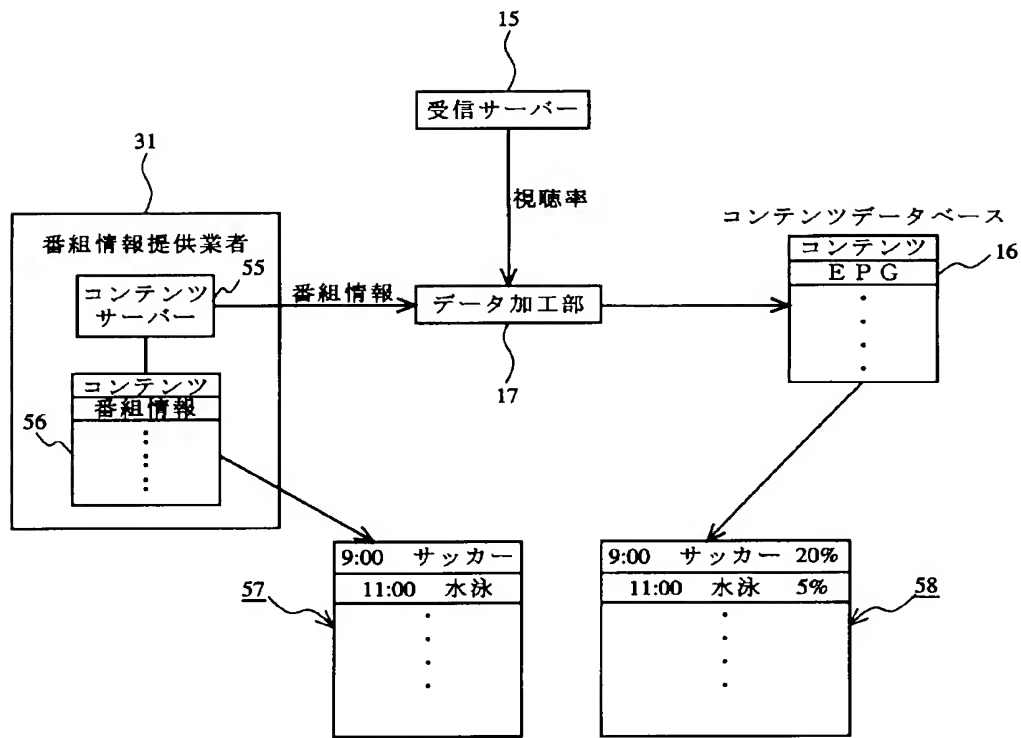 15
受信サーバー
31
視聴率
番組情報提供業者
コンテンツデータベース
コンテンツ
EPG
16
55
コンテンツ
サーバー
番組情報
データ加工部
17
コンテンツ
番組情報
56
9:00 サッカー
11:00 水泳
57
9:00 サッカー 20%
11:00 水泳 5%
58